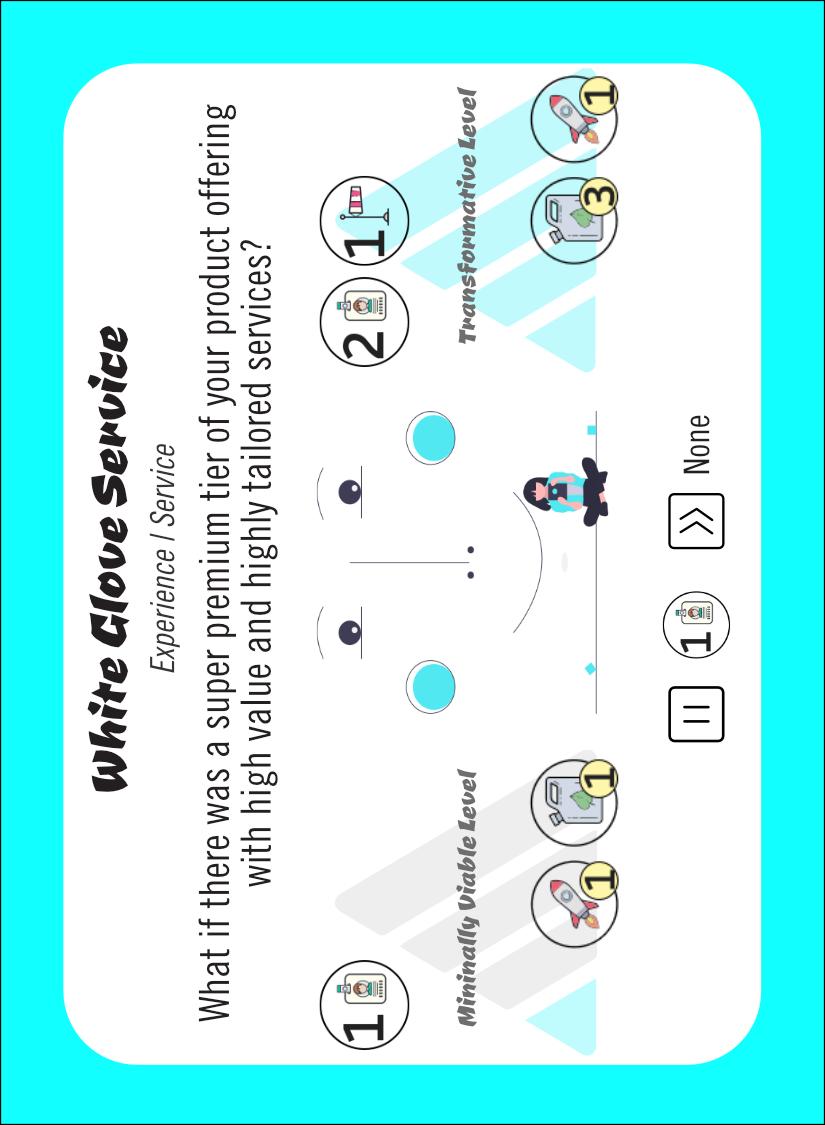 White Glove Service
Experience | Service
What if there was a super premium tier of your product offering
with high value and highly tailored services?
1
2 1
Mininally Viable Level
Transformative Level
1 1
3 1
1 None